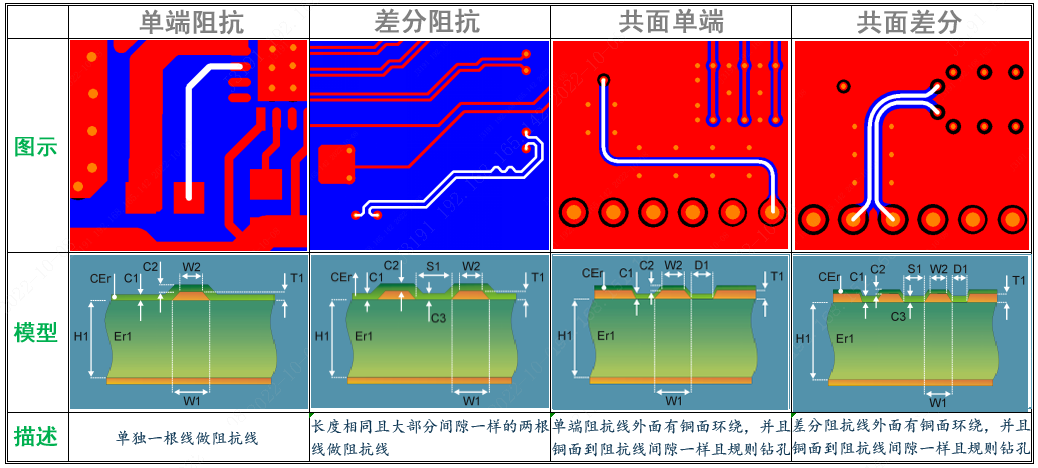 单端阻抗 差分阻抗 共面单端 共面差分
图示
模型
CEr C1 C2 W2 T1
H1 Er1
W1
CEr C1 C2 S1 W2 T1
C3
H1 Er1
W1
CEr C1 C2 W2 D1 T1
H1 Er1
W1
CEr C1 C2 S1 W2 D1 T1
C3
H1 Er1
W1
描述
单独一根线做阻抗线
长度相同且大部分间隙一样的两根
线做阻抗线
单端阻抗线外面有铜面环绕，并且
铜面到阻抗线间隙一样且规则钻孔
差分阻抗线外面有铜面环绕，并且
铜面到阻抗线间隙一样且规则钻孔